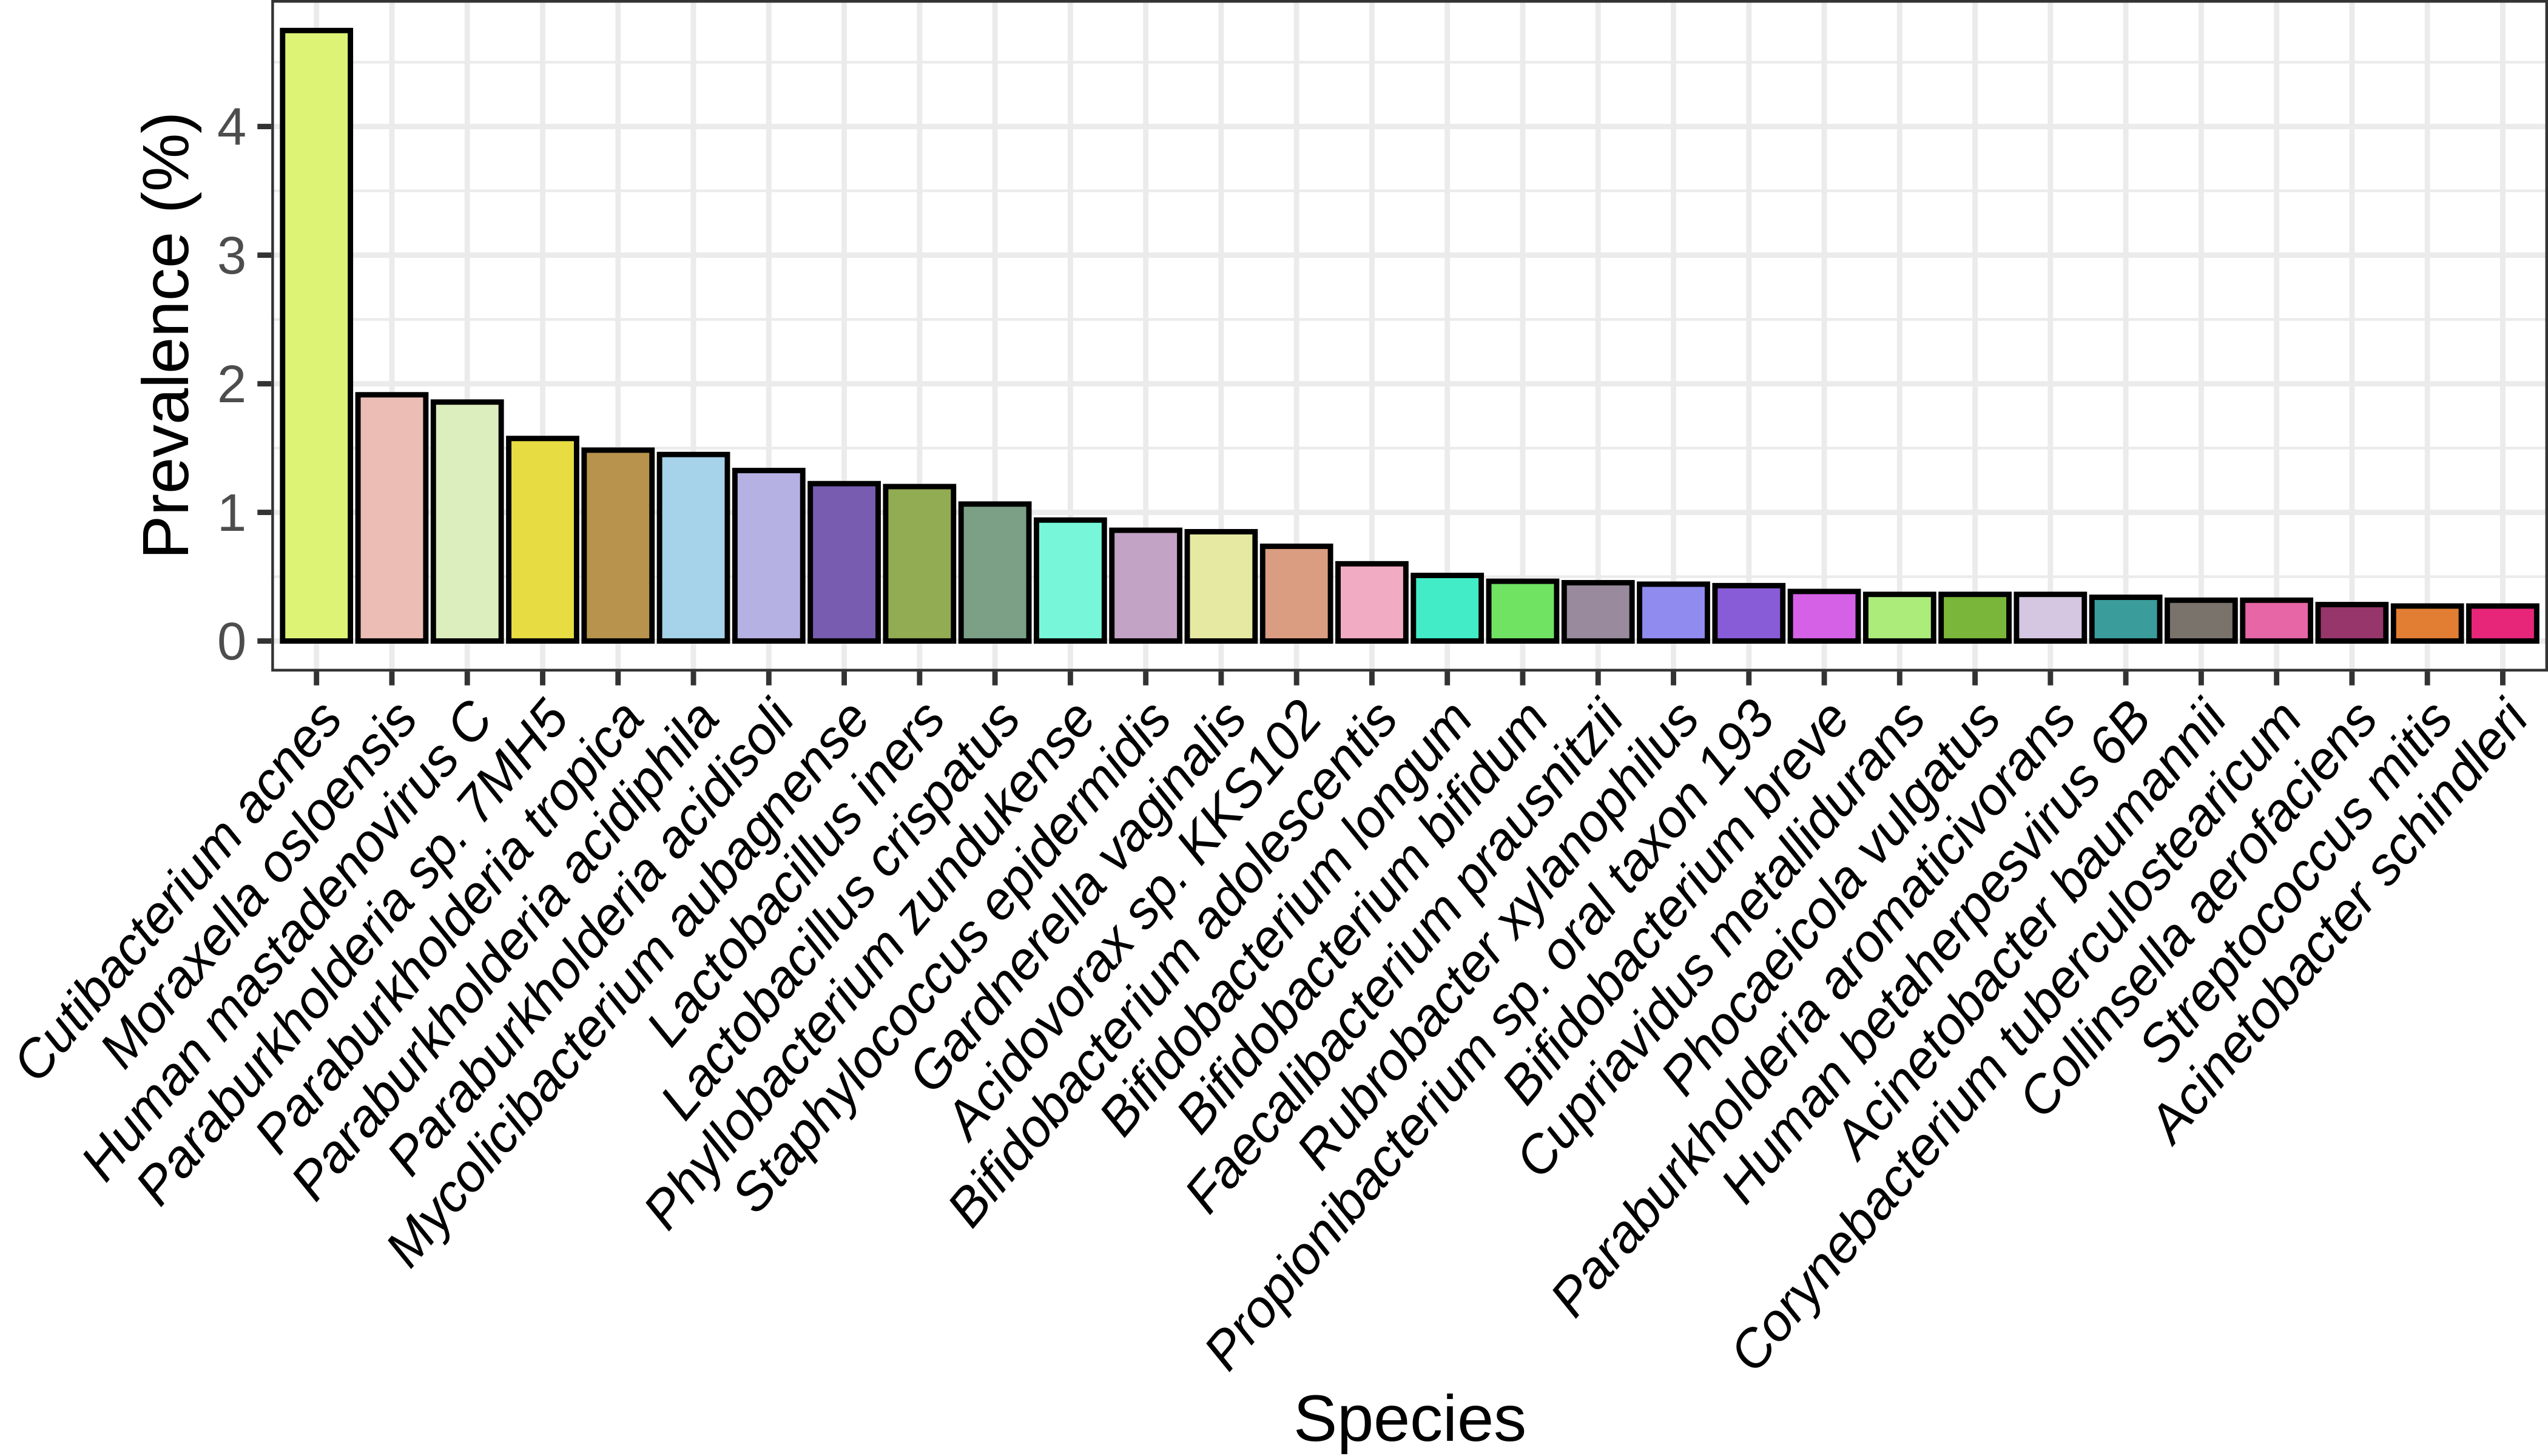 Prevalence (%)
4
3
2
1
0
Cutibacterium acnes
Moraxella osloensis
Human mastadenovirus C
Paraburkholderia sp. 7MH5
Paraburkholderia tropica
Paraburkholderia acidiphila
Paraburkholderia acidisoli
Mycolicibacterium aubagnense
Lactobacillus iners
Lactobacillus crispatus
Phyllobacterium zundukense
Staphylococcus epidermidis
Gardnerella vaginalis
Acidovorax sp. KKS102
Bifidobacterium adolescentis
Bifidobacterium longum
Bifidobacterium bifidum
Faecalibacterium prausnitzii
Rubrobacter xylanophilus
Propionibacterium sp. oral taxon 193
Bifidobacterium breve
Cupriavidus metallidurans
Phocaeicola vulgatus
Paraburkholderia aromaticivorans
Human betaherpesvirus 6B
Acinetobacter baumannii
Corynebacterium tuberculostearicum
Collinsella aerofaciens
Streptococcus mitis
Acinetobacter schindleri
Species